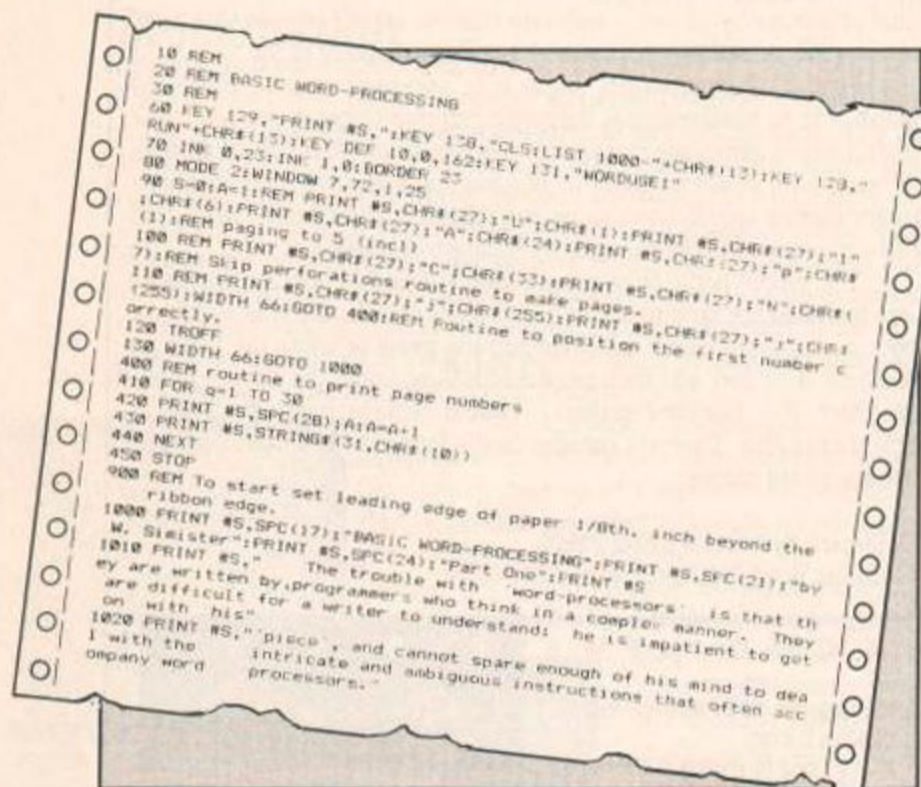 10 REM
20 REM BASIC WORD-PROCESSING
30 REM
60 KEY 129,"PRINT #S,":KEY 138,"CLS:LIST 1000-"+CHR$(13):KEY 128,"
RUN"+CHR$(13):KEY DEF 10,0,162:KEY 131,"WORDUSE!"
70 INK 0,23:INK 1,0:BORDER 23
80 MODE 2:WINDOW 7,72,1,25
90 S=0:A=1:REM PRINT #S,CHR$(27);"U";CHR$(1):PRINT #S,CHR$(27);"l"
;CHR$(6):PRINT #S,CHR$(27);"A";CHR$(24):PRINT #S,CHR$(27);"p";CHR$
(1):REM paging to 5 (incl)
100 REM PRINT #S,CHR$(27);"C";CHR$(33):PRINT #S,CHR$(27);"N";CHR$(
7):REM Skip perforations routine to make pages.
110 REM PRINT #S,CHR$(27);"j";CHR$(255):PRINT #S,CHR$(27);"j";CHR$
(255):WIDTH 66:GOTO 400:REM Routine to position the first number c
orrectly.
120 TROFF
130 WIDTH 66:GOTO 1000
400 REM routine to print page numbers
410 FOR q=1 TO 30
420 PRINT #S,SPC(28);A:A=A+1
430 PRINT #S,STRING$(31,CHR$(10))
440 NEXT
450 STOP
900 REM To start set leading edge of paper 1/8th. inch beyond the
ribbon edge.
1000 PRINT #S,SPC(17);"BASIC WORD-PROCESSING":PRINT #S,SPC(21);"by
W. Simister":PRINT #S,SPC(24);"Part One":PRINT #S
1010 PRINT #S,"    The trouble with 'word-processors' is that th
ey are written by programmers who think in a complex manner. They
are difficult for a writer to understand: he is impatient to get
on with his"
1020 PRINT #S,"'piece', and cannot spare enough of his mind to dea
l with the intricate and ambiguous instructions that often acc
ompany word processors."